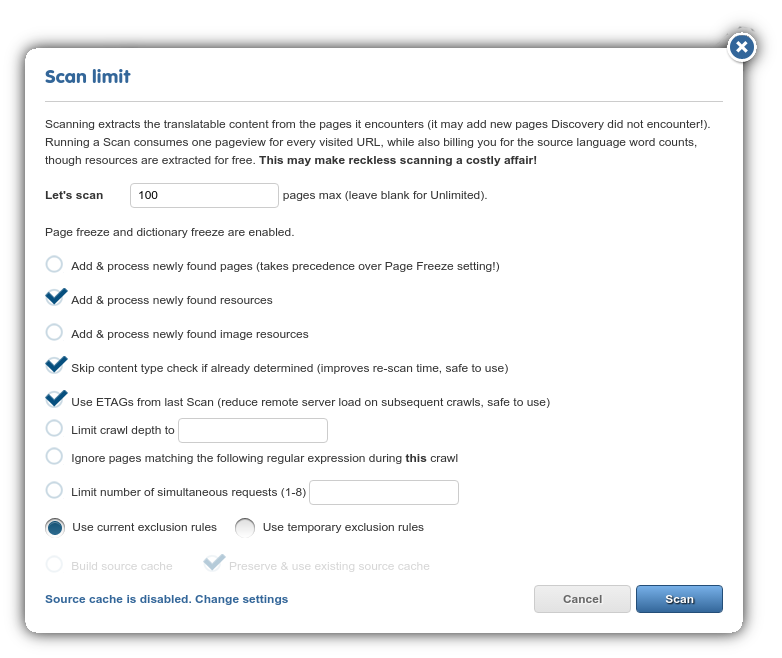 Scan limit
Scanning extracts the translatable content from the pages it encounters (it may add new pages Discovery did not encounter!).
Running a Scan consumes one pageview for every visited URL, while also billing you for the source language word counts,
though resources are extracted for free. This may make reckless scanning a costly affair!
Let's scan 100 pages max (leave blank for Unlimited).
Page freeze and dictionary freeze are enabled.
Add & process newly found pages (takes precedence over Page Freeze setting!)
Add & process newly found resources
Add & process newly found image resources
Skip content type check if already determined (improves re-scan time, safe to use)
Use ETAGs from last Scan (reduce remote server load on subsequent crawls, safe to use)
Limit crawl depth to
Ignore pages matching the following regular expression during this crawl
Limit number of simultaneous requests (1-8)
Use current exclusion rules Use temporary exclusion rules
Build source cache Preserve & use existing source cache
Source cache is disabled. Change settings Cancel Scan